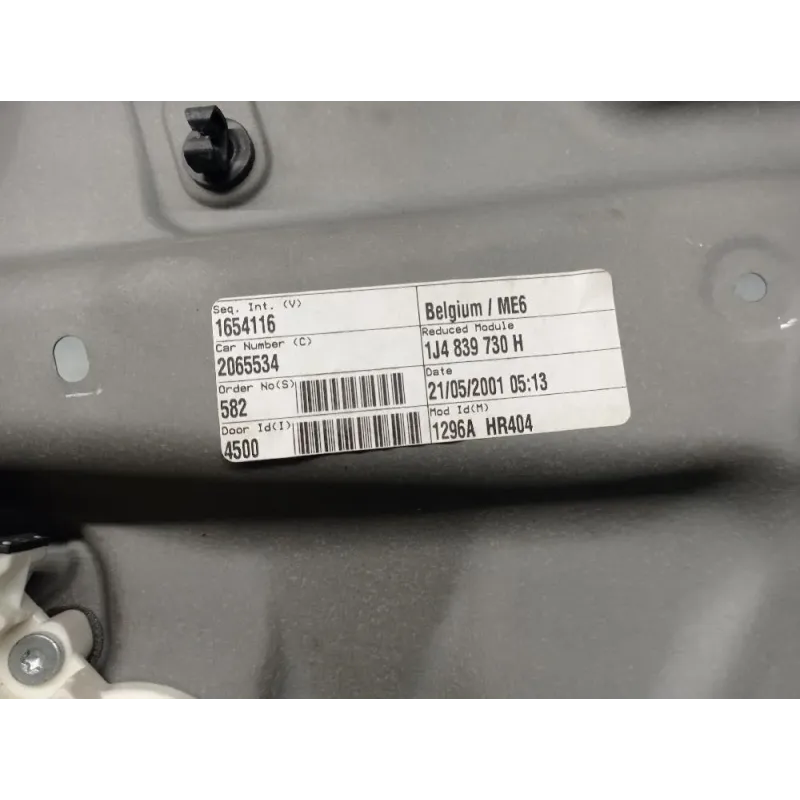 Seq. Int. (V)
1654116
Car Number (C)
2065534
Order No(S)
582
Door Id(I)
4500
Belgium / ME6
Reduced Module
1J4 839 730 H
Date
21/05/2001 05:13
Mod Id(M)
1296A HR404